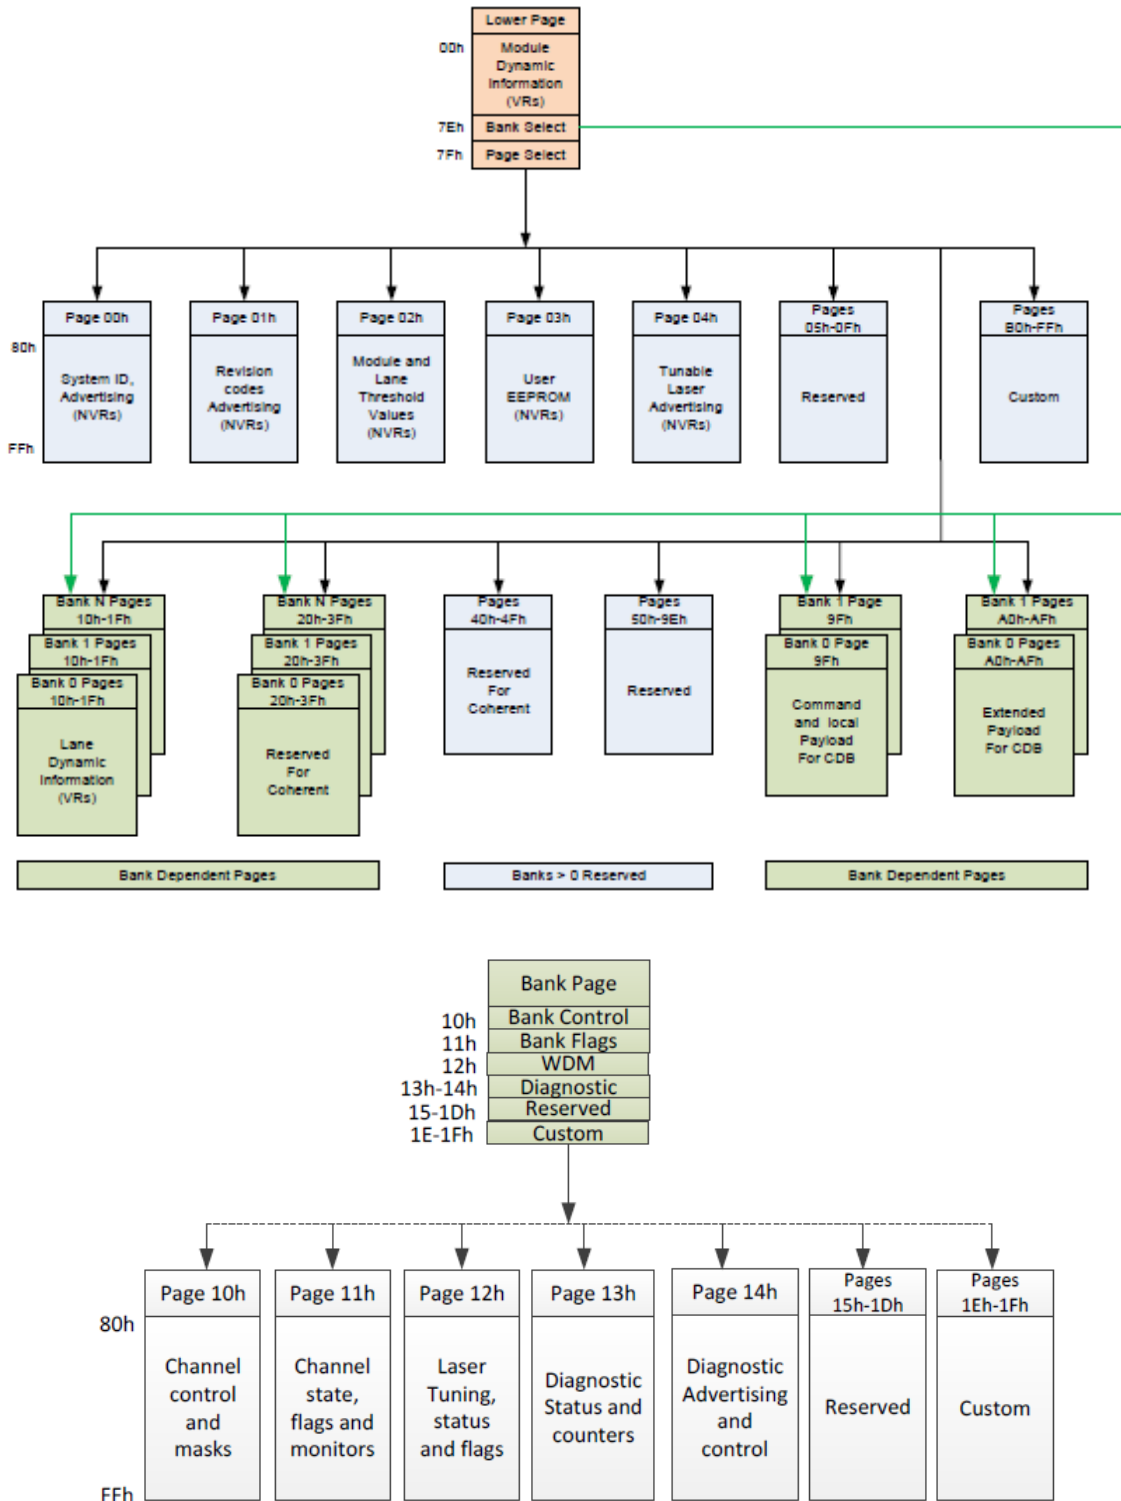 Lower Page
00h
Module
Dynamic
Information
(VRs)
7Eh
Bank Select
7Fh
Page Select
Page 00h
Page 01h
Page 02h
Page 03h
Page 04h
Pages
05h-0Fh
Pages
B0h-FFh
80h
System ID,
Advertising
(NVRs)
Revision
codes
Advertising
(NVRs)
Module and
Lane
Threshold
Values
(NVRs)
User
EEPROM
(NVRs)
Tunable
Laser
Advertising
(NVRs)
Reserved
Custom
FFh
Bank N Pages
10h-1Fh
Bank 1 Pages
10h-1Fh
Bank 0 Pages
10h-1Fh
Lane
Dynamic
Information
(VRs)
Bank N Pages
20h-3Fh
Bank 1 Pages
20h-3Fh
Bank 0 Pages
20h-3Fh
Reserved
For
Coherent
Pages
40h-4Fh
Reserved
For
Coherent
Pages
50h-9Eh
Reserved
Bank 1 Page
9Fh
Bank 0 Page
9Fh
Command
and local
Payload
For CDB
Bank 1 Pages
A0h-AFh
Bank 0 Pages
A0h-AFh
Extended
Payload
For CDB
Bank Dependent Pages
Banks > 0 Reserved
Bank Dependent Pages
Bank Page
10h
Bank Control
11h
Bank Flags
12h
WDM
13h-14h
Diagnostic
15-1Dh
Reserved
1E-1Fh
Custom
Page 10h
Page 11h
Page 12h
Page 13h
Page 14h
Pages
15h-1Dh
Pages
1Eh-1Fh
80h
Channel
control
and
masks
Channel
state,
flags and
monitors
Laser
Tuning,
status
and flags
Diagnostic
Status and
counters
Diagnostic
Advertising
and
control
Reserved
Custom
FFh